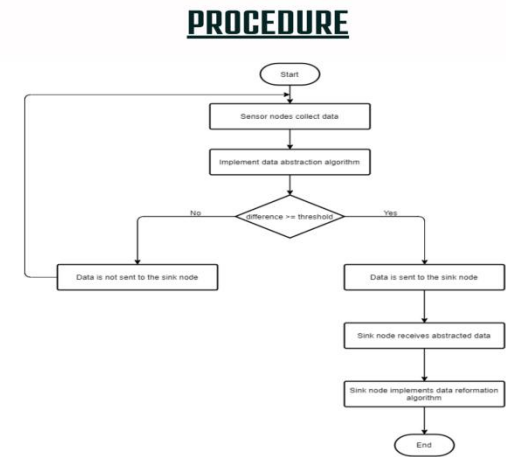 PROCEDURE
Start
Sensor nodes collect data
Implement data abstraction algorithm
difference >= threshold
No
Yes
Data is not sent to the sink node
Data is sent to the sink node
Sink node receives abstracted data
Sink node implements data reformation
algorithm
End